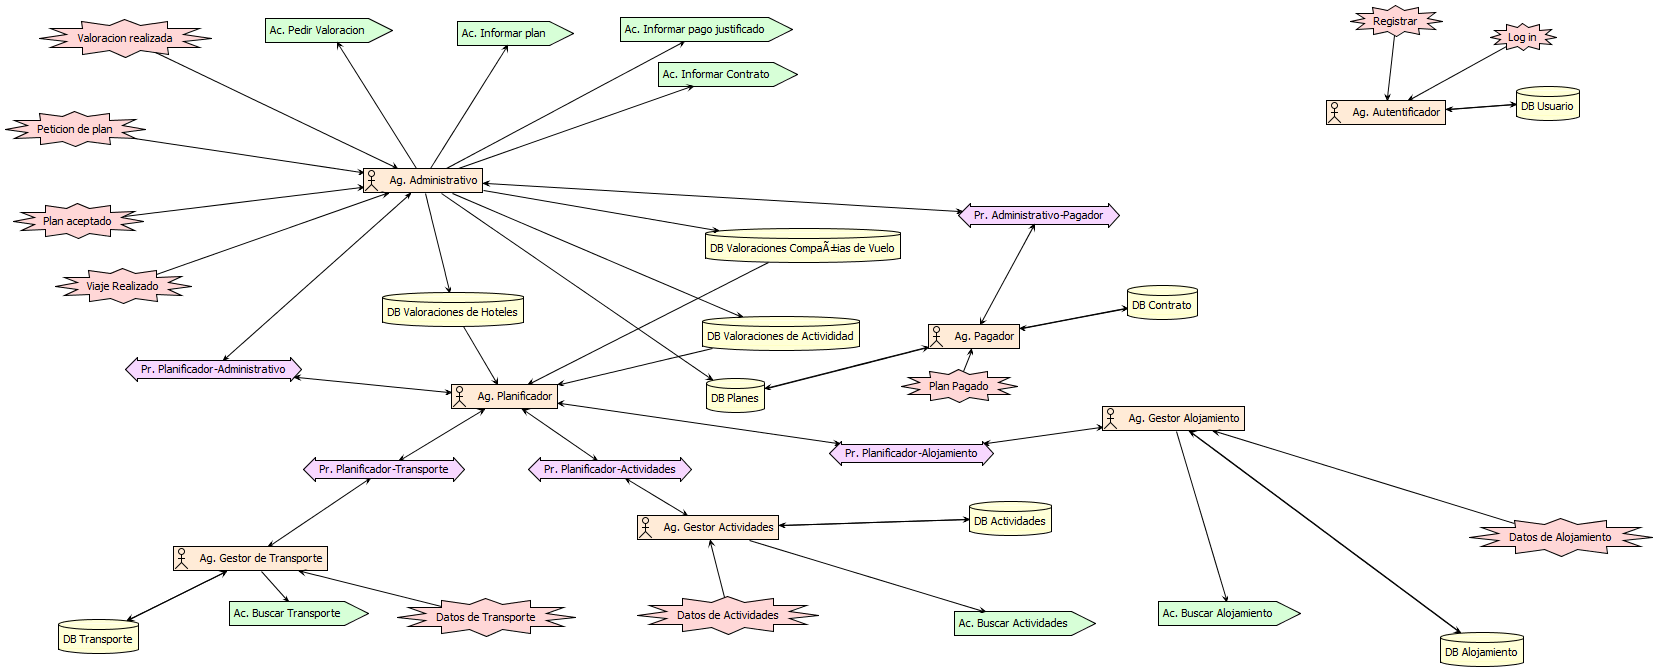 Valoracion realizada
Ac. Pedir Valoracion
Ac. Informar plan
Ac. Informar pago justificado
Registrar
Log in
Ac. Informar Contrato
Ag. Autentificador
DB Usuario
Peticion de plan
Ag. Administrativo
Plan aceptado
Pr. Administrativo-Pagador
DB Valoraciones CompaÃ±ias de Vuelo
Viaje Realizado
DB Valoraciones de Hoteles
DB Contrato
DB Valoraciones de Activididad
Ag. Pagador
Pr. Planificador-Administrativo
Plan Pagado
Ag. Planificador
DB Planes
Ag. Gestor Alojamiento
Pr. Planificador-Alojamiento
Pr. Planificador-Transporte
Pr. Planificador-Actividades
DB Actividades
Ag. Gestor Actividades
Datos de Alojamiento
Ag. Gestor de Transporte
Ac. Buscar Transporte
Datos de Transporte
Datos de Actividades
Ac. Buscar Actividades
Ac. Buscar Alojamiento
DB Transporte
DB Alojamiento